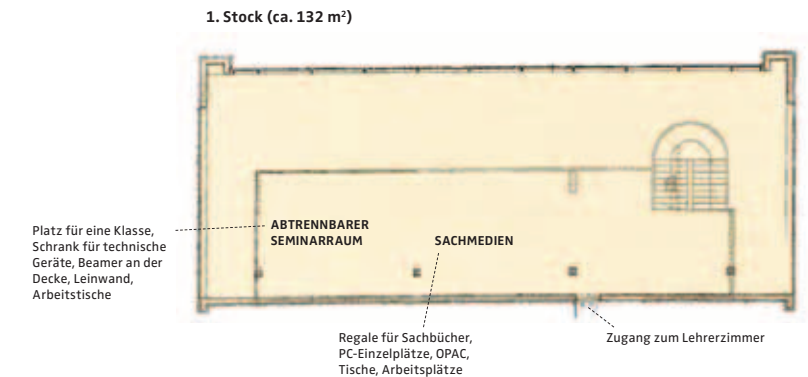 1. Stock (ca. 132 m²)
Platz für eine Klasse,
Schrank für technische
Geräte, Beamer an der
Decke, Leinwand,
Arbeitstische
ABTRENNBARER
SEMINARRAUM
SACHMEDIEN
Regale für Sachbücher,
PC-Einzelplätze, OPAC,
Tische, Arbeitsplätze
Zugang zum Lehrerzimmer